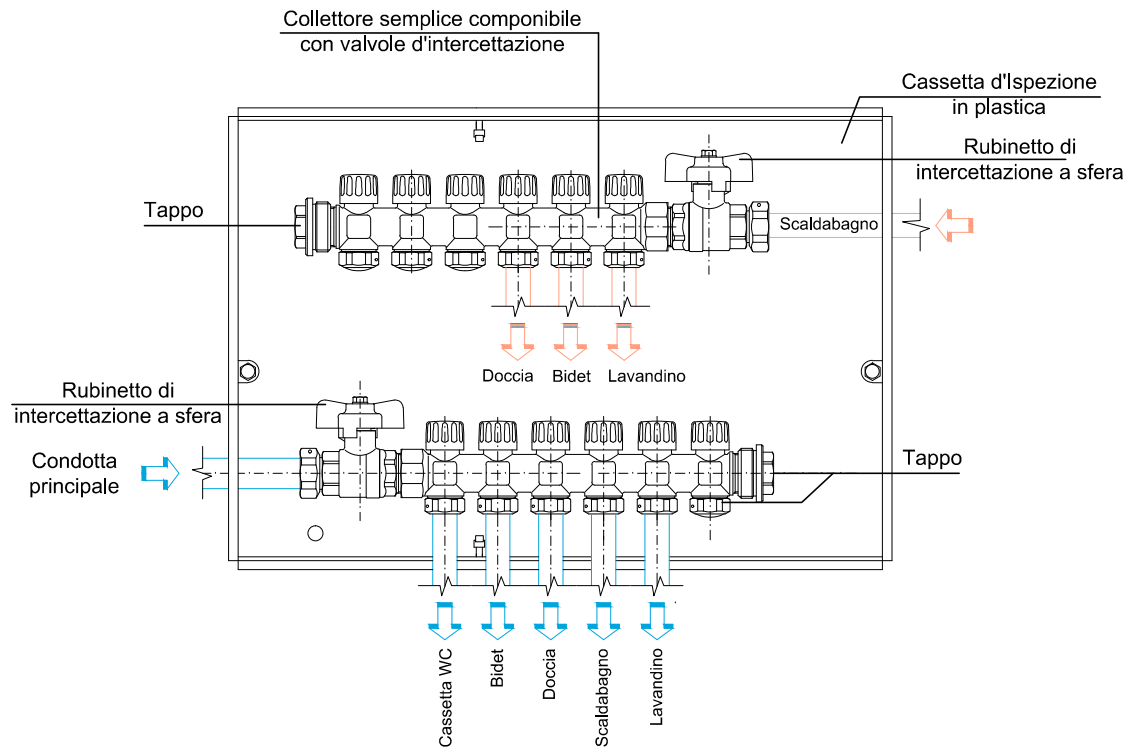 Collettore semplice componibile
con valvole d'intercettazione
Cassetta d'Ispezione
in plastica
Rubinetto di
intercettazione a sfera
Tappo
Scaldabagno
Doccia
Bidet
Lavandino
Rubinetto di
intercettazione a sfera
Condotta
principale
Tappo
Cassetta WC
Bidet
Doccia
Scaldabagno
Lavandino